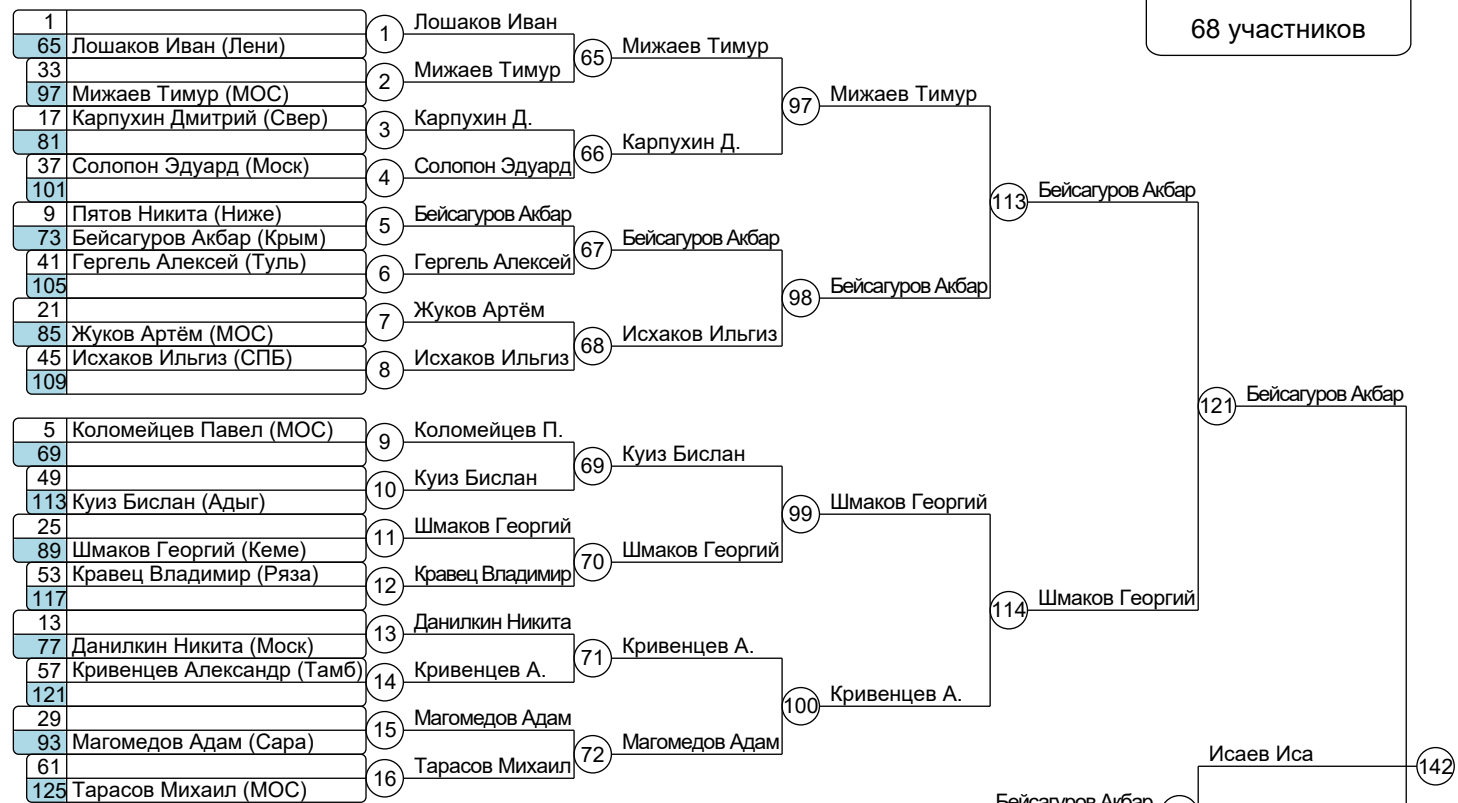 68 участников
1
65 Лошаков Иван (Лени)
33
97 Мижаев Тимур (МОС)
17 Карпухин Дмитрий (Свер)
81
37 Солопон Эдуард (Моск)
101
9 Пятов Никита (Ниже)
73 Бейсагуров Акбар (Крым)
41 Гергель Алексей (Туль)
105
21
85 Жуков Артём (МОС)
45 Исхаков Ильгиз (СПБ)
109
5 Коломейцев Павел (МОС)
69
49
113 Куиз Бислан (Адыг)
25
89 Шмаков Георгий (Кеме)
53 Кравец Владимир (Ряза)
117
13
77 Данилкин Никита (Моск)
57 Кривенцев Александр (Тамб)
121
29
93 Магомедов Адам (Сара)
61
125 Тарасов Михаил (МОС)
1 Лошаков Иван
2 Мижаев Тимур
3 Карпухин Д.
4 Солопон Эдуард
5 Бейсагуров Акбар
6 Гергель Алексей
7 Жуков Артём
8 Исхаков Ильгиз
9 Коломейцев П.
10 Куиз Бислан
11 Шмаков Георгий
12 Кравец Владимир
13 Данилкин Никита
14 Кривенцев А.
15 Магомедов Адам
16 Тарасов Михаил
65 Мижаев Тимур
66 Карпухин Д.
67 Бейсагуров Акбар
68 Исхаков Ильгиз
69 Куиз Бислан
70 Шмаков Георгий
71 Кривенцев А.
72 Магомедов Адам
97 Мижаев Тимур
98 Бейсагуров Акбар
99 Шмаков Георгий
100 Кривенцев А.
113 Бейсагуров Акбар
114 Шмаков Георгий
121 Бейсагуров Акбар
Исаев Иса
142
Бейсагуров Акбар